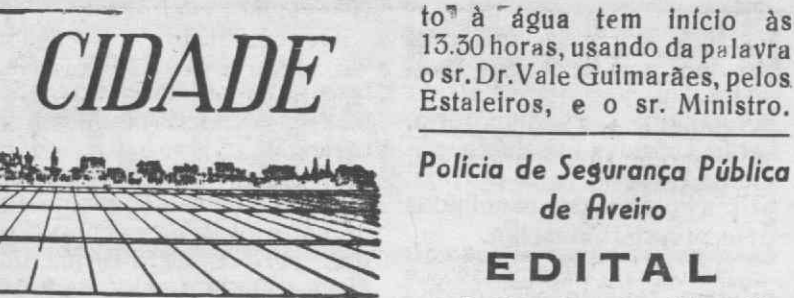 CIDADE
to à água tem início às
13.30 horas, usando da palavra
o sr. Dr. Vale Guimarães, pelos
Estaleiros, e o sr. Ministro.
Polícia de Segurança Pública
de Aveiro
EDITAL